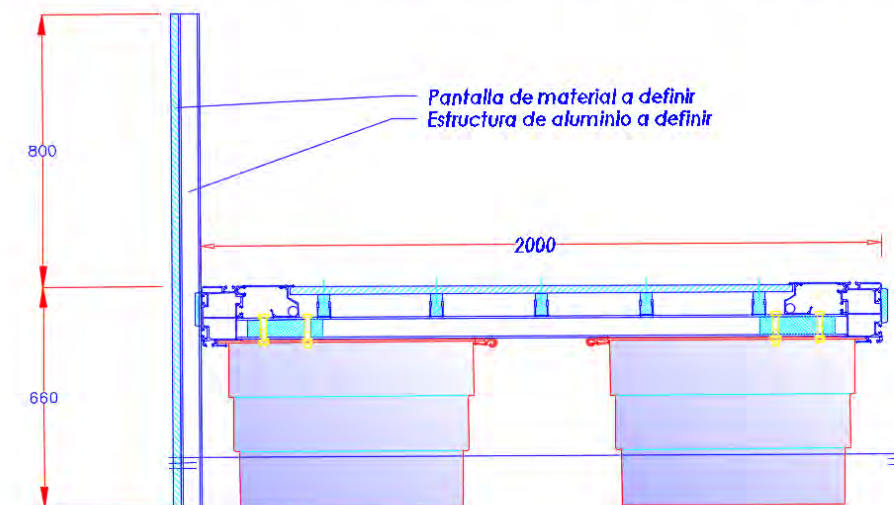 Pantalla de material a definir
Estructura de aluminio a definir
800
2000
660